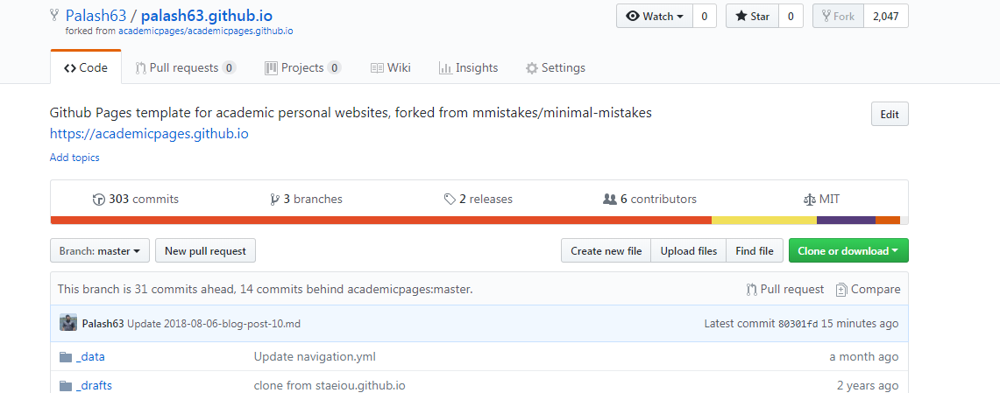 Palash63 / palash63.github.io
Watch 0 Star 0 Fork 2,047
forked from academicpages/academicpages.github.io
Code Pull requests 0 Projects 0 Wiki Insights Settings
Github Pages template for academic personal websites, forked from mmistakes/minimal-mistakes
Edit
https://academicpages.github.io
Add topics
303 commits 3 branches 2 releases 6 contributors MIT
Branch: master New pull request Create new file Upload files Find file Clone or download
This branch is 31 commits ahead, 14 commits behind academicpages:master. Pull request Compare
Palash63 Update 2018-08-06-blog-post-10.md Latest commit 80301fd 15 minutes ago
_data Update navigation.yml a month ago
_drafts clone from staeiou.github.io 2 years ago